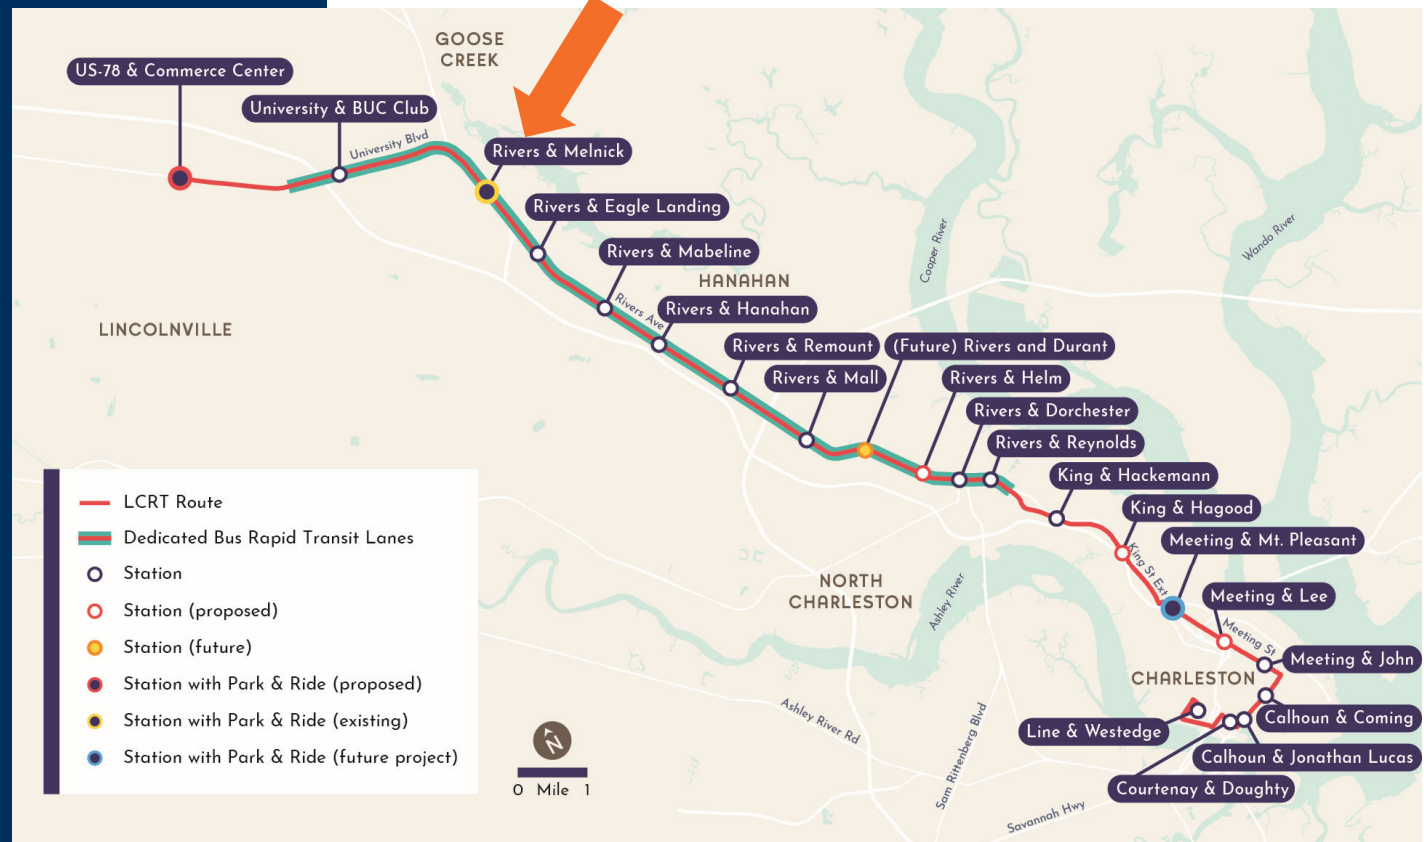 GOOSE
CREEK
US-78 & Commerce Center
University & BUC Club
University Blvd
Rivers & Melnick
Rivers & Eagle Landing
Cooper River
Wando River
Rivers & Mabeline
HANAHAN
Rivers Ave
Rivers & Hanahan
LINCOLNVILLE
Rivers & Remount
(Future) Rivers and Durant
Rivers & Mall
Rivers & Helm
Rivers & Dorchester
Rivers & Reynolds
King & Hackemann
King & Hagood
Meeting & Mt. Pleasant
King St Ext
NORTH
CHARLESTON
Ashley River
Meeting & Lee
Meeting St
Meeting & John
CHARLESTON
Calhoun & Coming
Line & Westedge
Calhoun & Jonathan Lucas
Courtenay & Doughty
Ashley River Rd
Sam Rittenberg Blvd
Savannah Hwy
LCRT Route
Dedicated Bus Rapid Transit Lanes
Station
Station (proposed)
Station (future)
Station with Park & Ride (proposed)
Station with Park & Ride (existing)
Station with Park & Ride (future project)
N
0 Mile 1